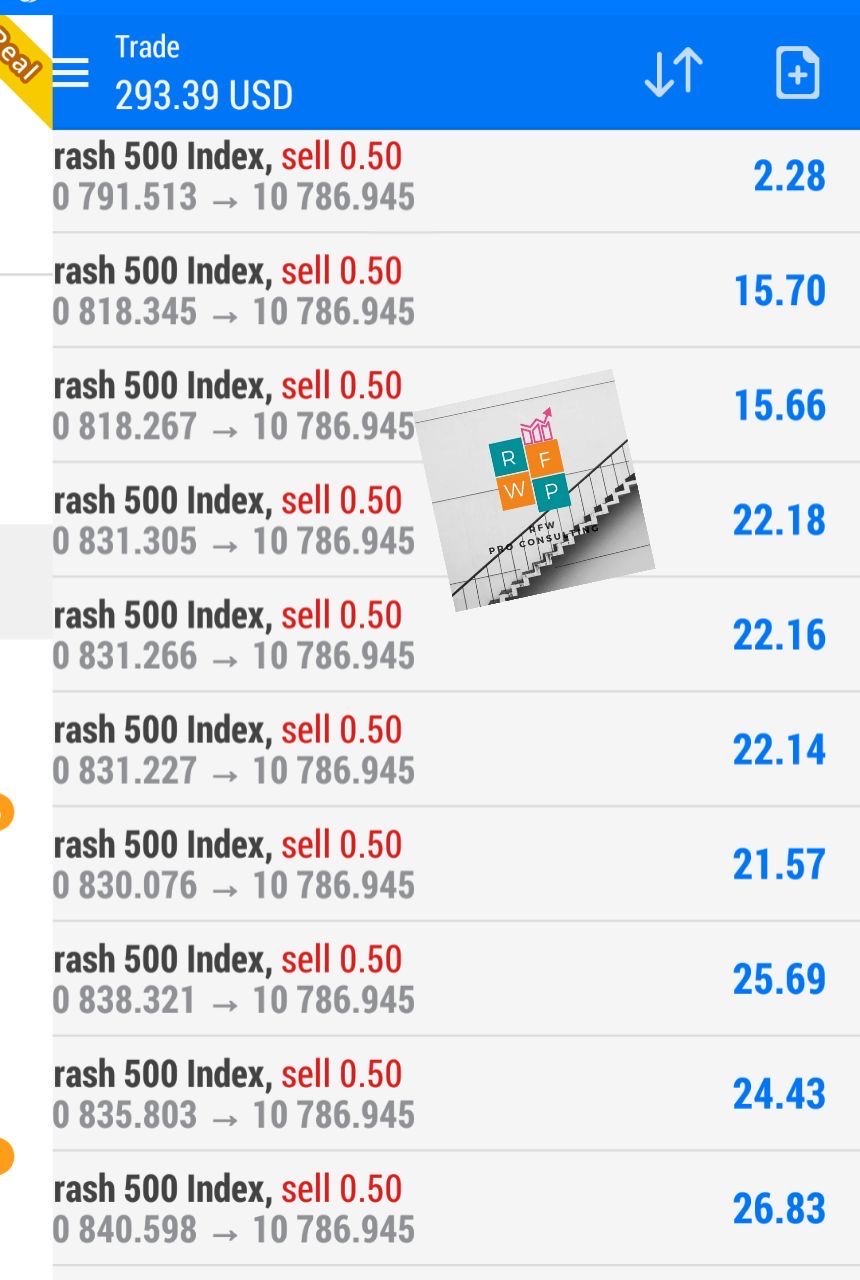 Real
Trade
293.39 USD
rash 500 Index, sell 0.50
2.28
0 791.513 → 10 786.945
rash 500 Index, sell 0.50
15.70
0 818.345 → 10 786.945
rash 500 Index, sell 0.50
15.66
0 818.267 → 10 786.945
R F
W P
RFW
PRO CONSULTING
rash 500 Index, sell 0.50
22.18
0 831.305 → 10 786.945
rash 500 Index, sell 0.50
22.16
0 831.266 → 10 786.945
rash 500 Index, sell 0.50
22.14
0 831.227 → 10 786.945
rash 500 Index, sell 0.50
21.57
0 830.076 → 10 786.945
rash 500 Index, sell 0.50
25.69
0 838.321 → 10 786.945
rash 500 Index, sell 0.50
24.43
0 835.803 → 10 786.945
rash 500 Index, sell 0.50
26.83
0 840.598 → 10 786.945